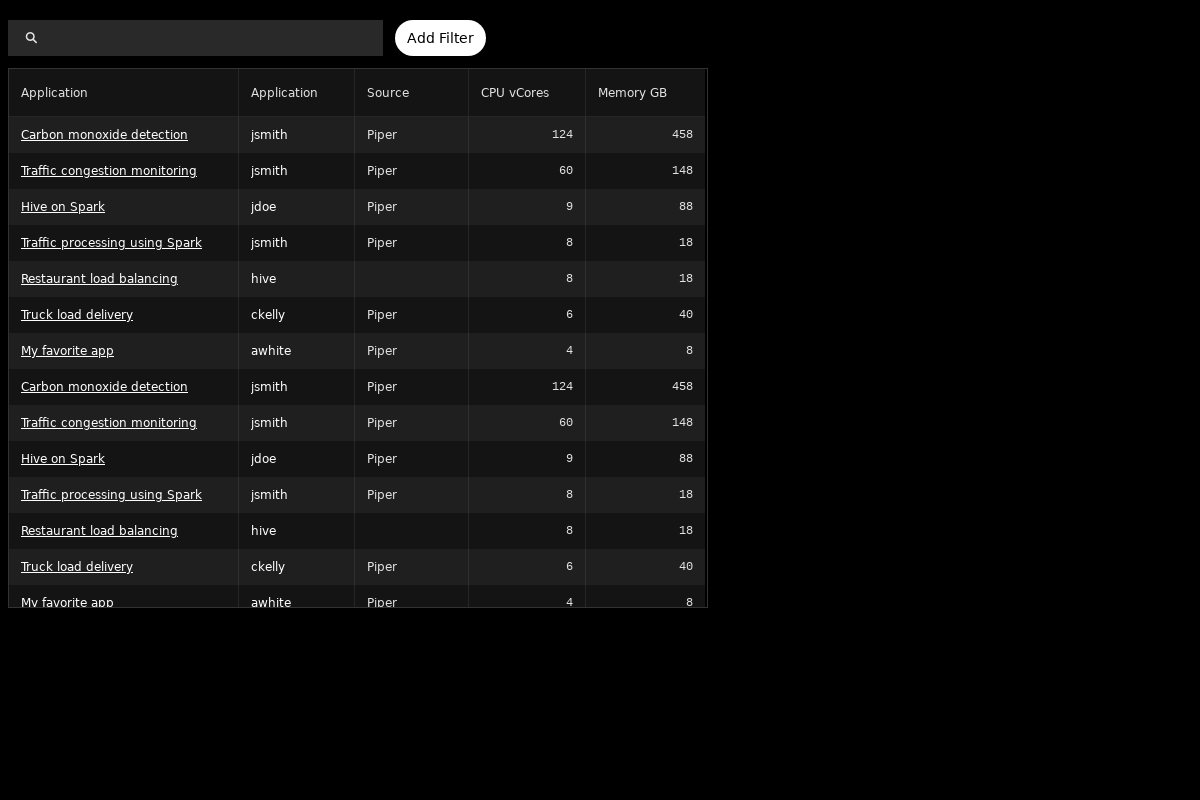 Add Filter
Application Application Source CPU vCores Memory GB
Carbon monoxide detection jsmith Piper 124 458
Traffic congestion monitoring jsmith Piper 60 148
Hive on Spark jdoe Piper 9 88
Traffic processing using Spark jsmith Piper 8 18
Restaurant load balancing hive 8 18
Truck load delivery ckelly Piper 6 40
My favorite app awhite Piper 4 8
Carbon monoxide detection jsmith Piper 124 458
Traffic congestion monitoring jsmith Piper 60 148
Hive on Spark jdoe Piper 9 88
Traffic processing using Spark jsmith Piper 8 18
Restaurant load balancing hive 8 18
Truck load delivery ckelly Piper 6 40
My favorite app awhite Piper 4 8